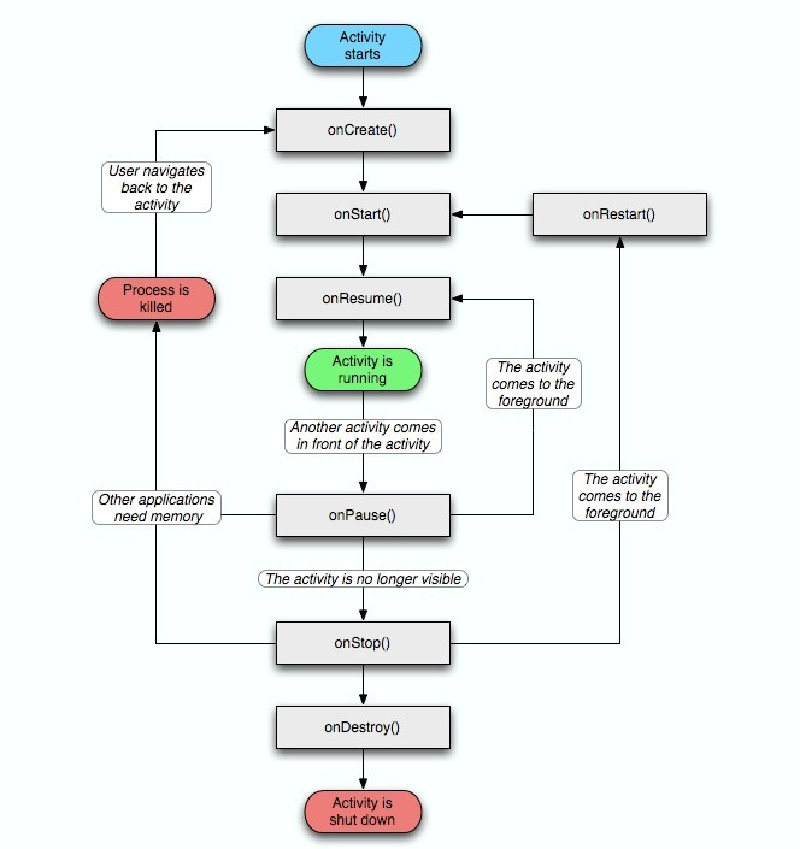 Activity
starts
onCreate()
User navigates
back to the
activity
onStart()
onRestart()
Process is
killed
onResume()
Activity is
running
The activity
comes to the
foreground
Another activity comes
in front of the activity
The activity
comes to the
foreground
Other applications
need memory
onPause()
The activity is no longer visible
onStop()
onDestroy()
Activity is
shut down